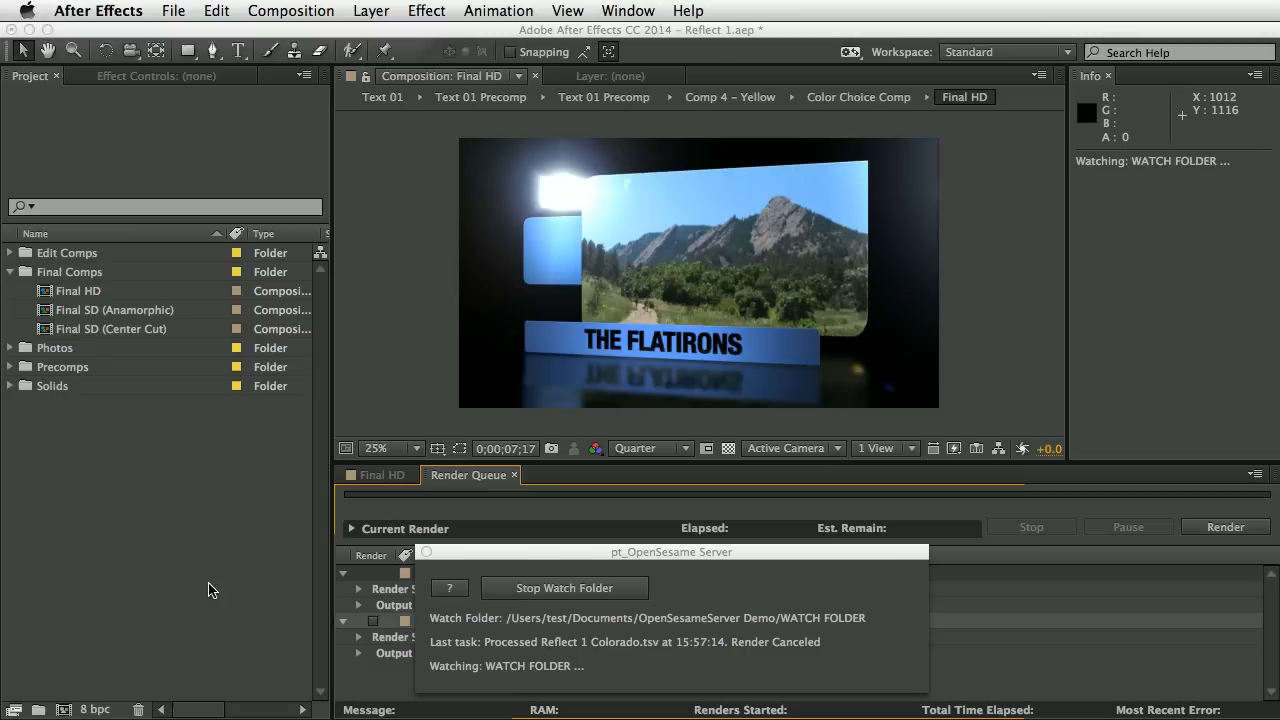 After Effects File Edit Composition Layer Effect Animation View Window Help
Adobe After Effects CC 2014 - Reflect 1.aep *
T Snapping Workspace: Standard Search Help
Project × Effect Controls: (none) Composition: Final HD × Layer: (none) Info ×
Text 01 Text 01 Precomp Text 01 Precomp Comp 4 - Yellow Color Choice Comp Final HD
R : X : 1012
G : Y : 1116
B :
A : 0
Watching: WATCH FOLDER ...
Name Type S
Edit Comps Folder
Final Comps Folder
Final HD Composi...
Final SD (Anamorphic) Composi...
Final SD (Center Cut) Composi...
Photos Folder
Precomps Folder
Solids Folder
THE FLATIRONS
25% 0;00;07;17 Quarter Active Camera 1 View +0.0
Final HD Render Queue ×
Current Render Elapsed: Est. Remain: Stop Pause Render
Render
Render S
Output
Render S
Output
pt_OpenSesame Server
? Stop Watch Folder
Watch Folder: /Users/test/Documents/OpenSesameServer Demo/WATCH FOLDER
Last task: Processed Reflect 1 Colorado.tsv at 15:57:14. Render Canceled
Watching: WATCH FOLDER ...
8 bpc
Message: RAM: Renders Started: Total Time Elapsed: Most Recent Error: